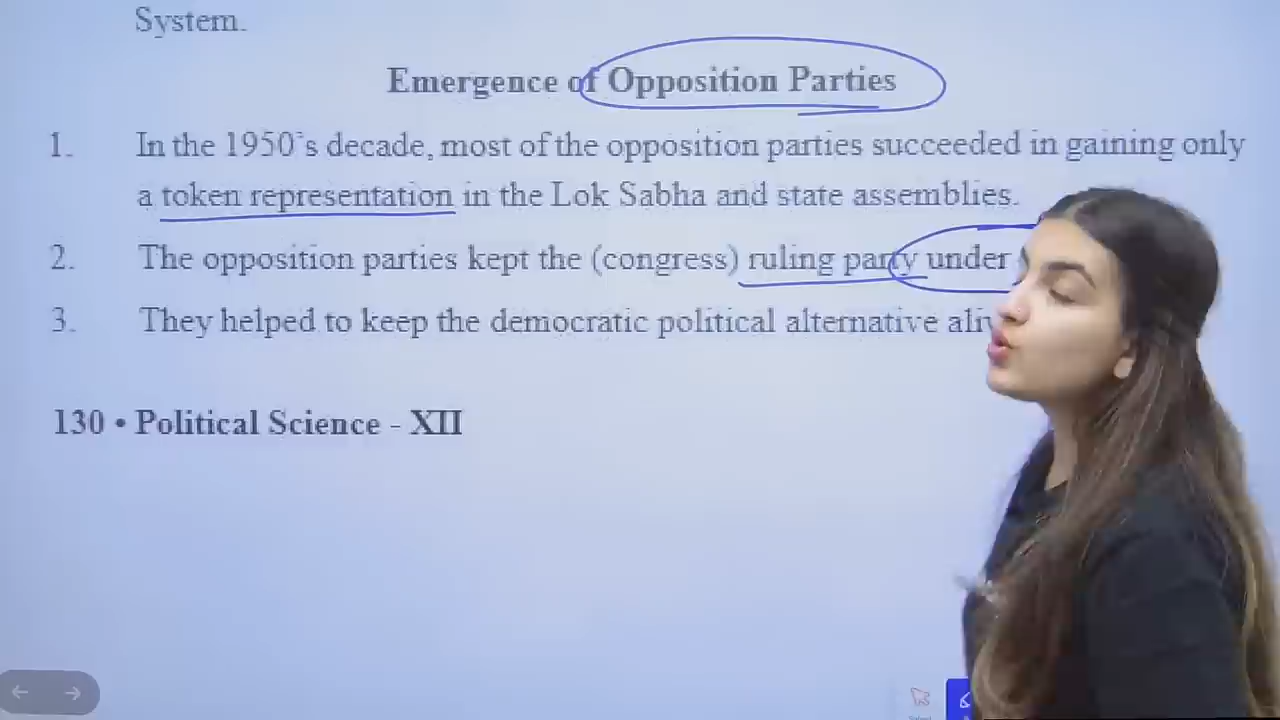 System.
Emergence of Opposition Parties
1. In the 1950's decade, most of the opposition parties succeeded in gaining only
a token representation in the Lok Sabha and state assemblies.
2. The opposition parties kept the (congress) ruling party under
3. They helped to keep the democratic political alternative
130 • Political Science - XII